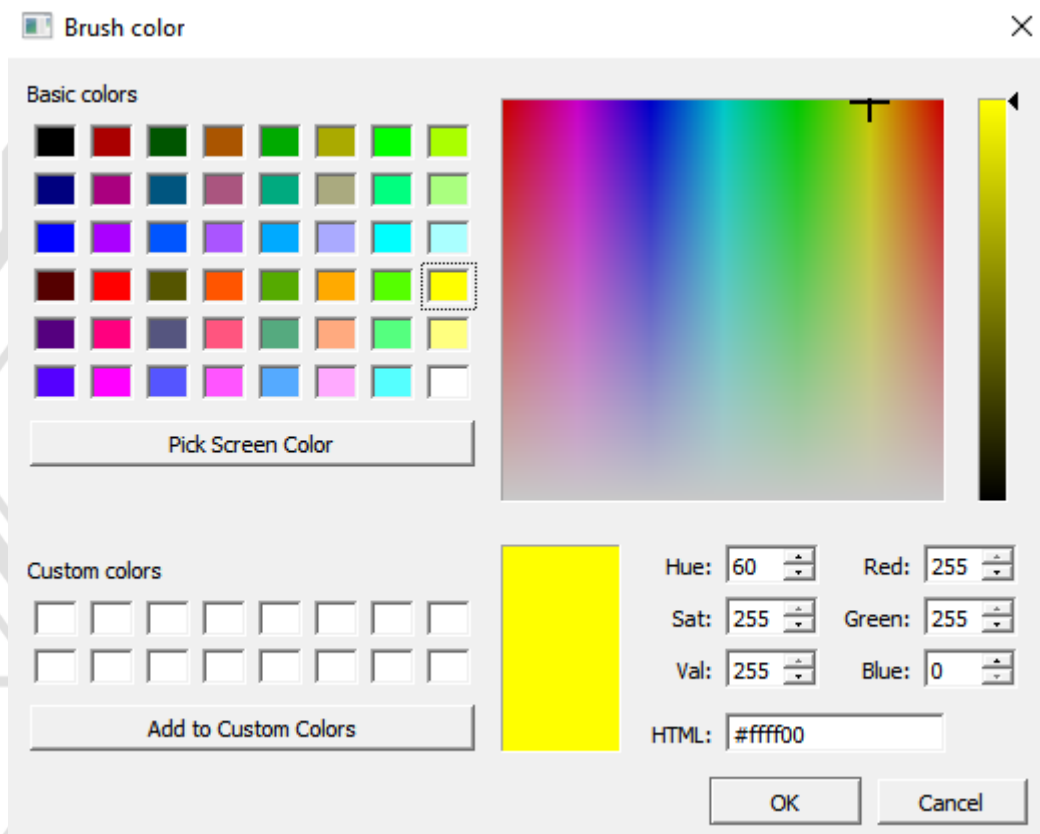 Brush color
Basic colors
Pick Screen Color
Custom colors
Add to Custom Colors
Hue: 60 Red: 255
Sat: 255 Green: 255
Val: 255 Blue: 0
HTML: #ffff00
OK Cancel